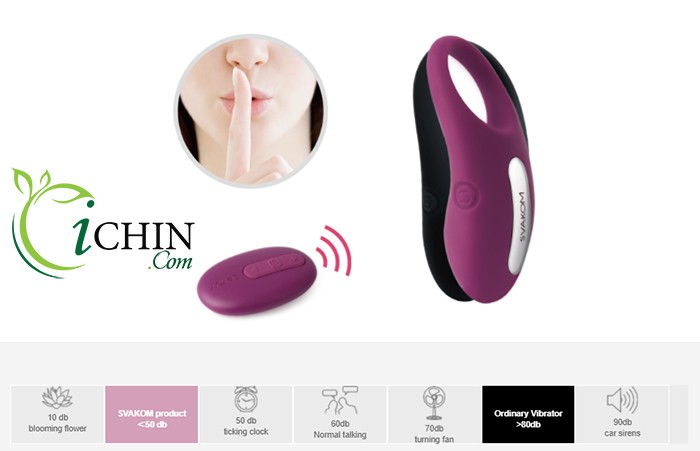 iCHIN
.Com
SVAKOM
10 db
blooming flower
SVAKOM product
<50 db
50 db
ticking clock
60db
Normal talking
70db
turning fan
Ordinary Vibrator
>80db
90db
car sirens